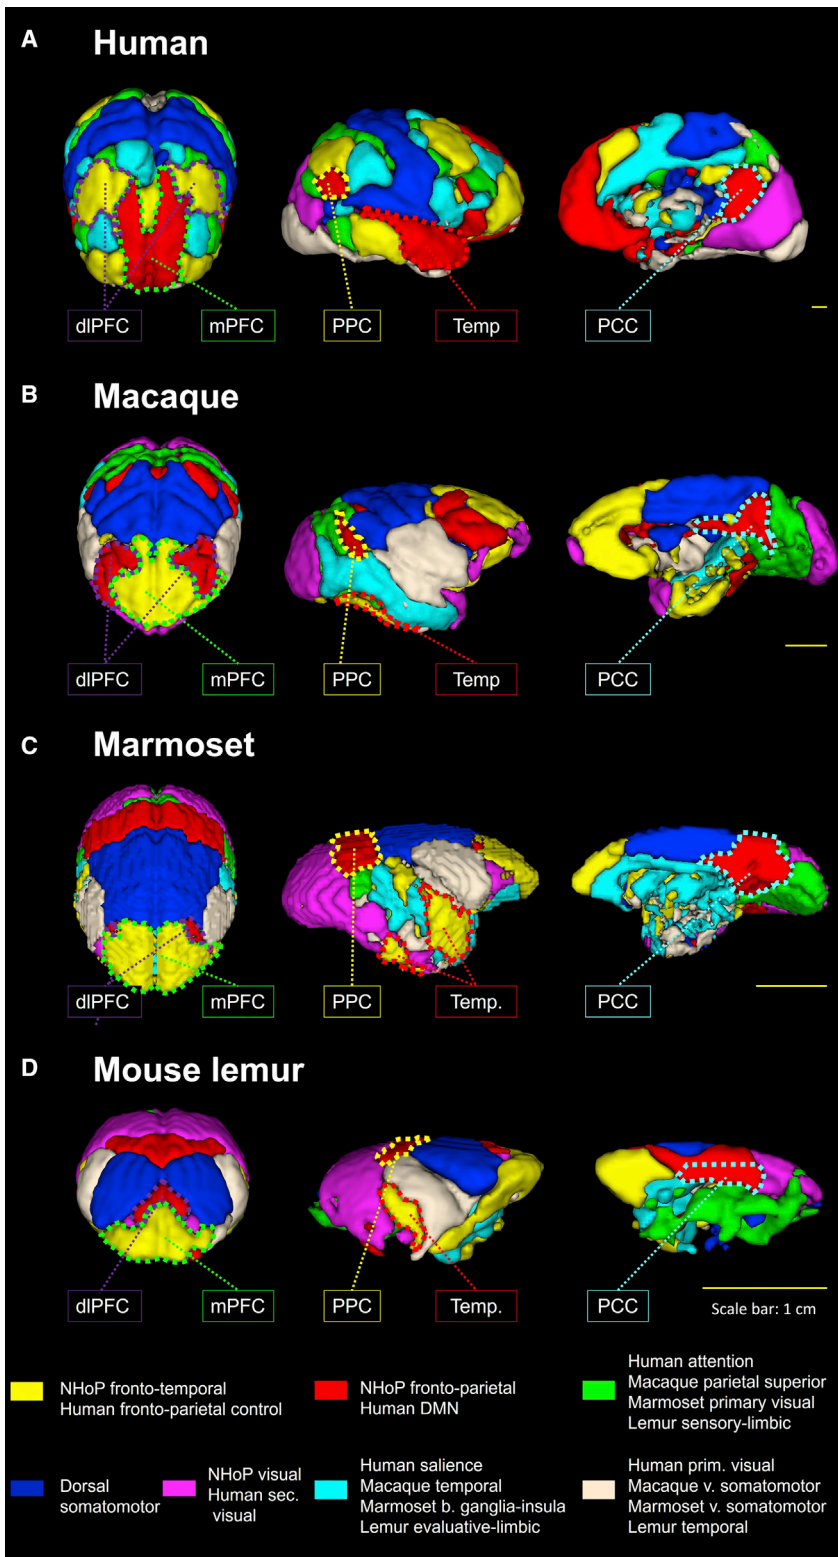 A Human
dlPFC mPFC PPC Temp PCC
B Macaque
dlPFC mPFC PPC Temp PCC
C Marmoset
dlPFC mPFC PPC Temp. PCC
D Mouse lemur
dlPFC mPFC PPC Temp. PCC
Scale bar: 1 cm
NHoP fronto-temporal
Human fronto-parietal control
NHoP fronto-parietal
Human DMN
Human attention
Macaque parietal superior
Marmoset primary visual
Lemur sensory-limbic
Dorsal
somatomotor
NHoP visual
Human sec.
visual
Human salience
Macaque temporal
Marmoset b. ganglia-insula
Lemur evaluative-limbic
Human prim. visual
Macaque v. somatomotor
Marmoset v. somatomotor
Lemur temporal